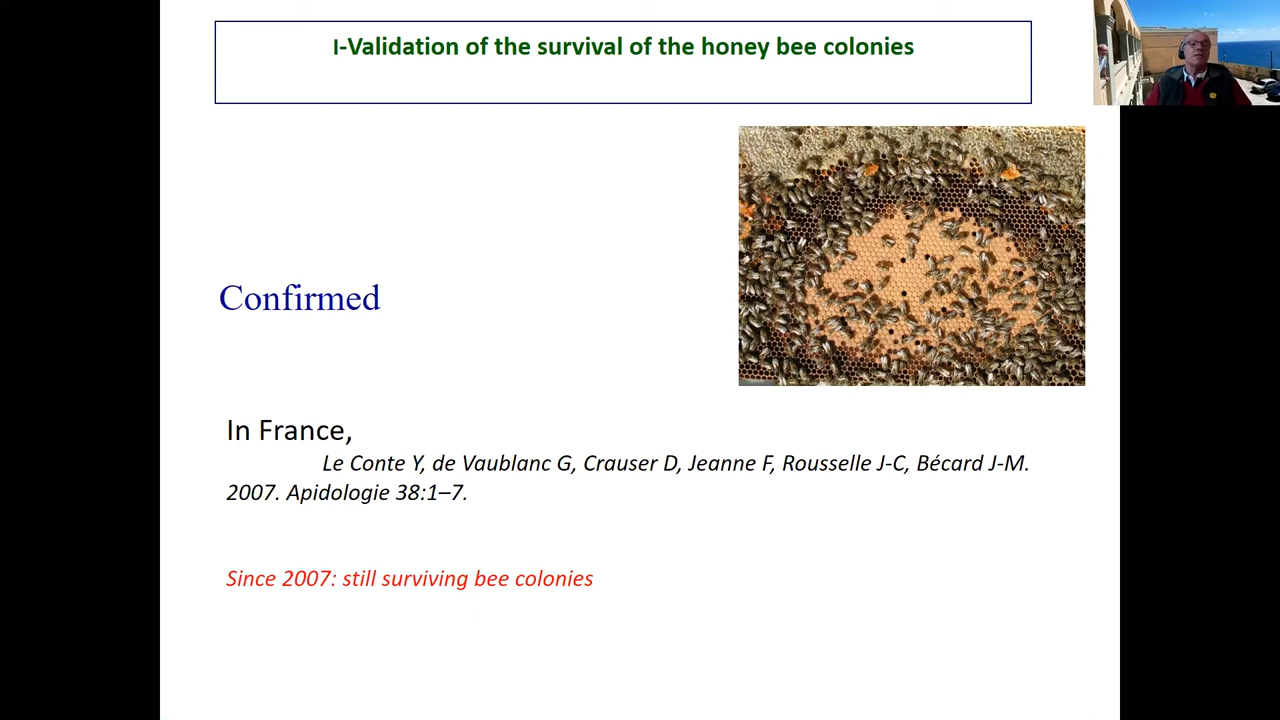 I-Validation of the survival of the honey bee colonies
Confirmed
In France,
Le Conte Y, de Vaublanc G, Crauser D, Jeanne F, Rousselle J-C, Bécard J-M.
2007. Apidologie 38:1–7.
Since 2007: still surviving bee colonies